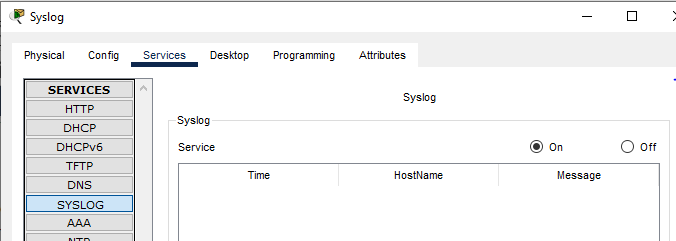 Syslog
Physical Config Services Desktop Programming Attributes
SERVICES
HTTP
DHCP
DHCPv6
TFTP
DNS
SYSLOG
AAA
NTP
Syslog
Syslog
Service On Off
Time HostName Message